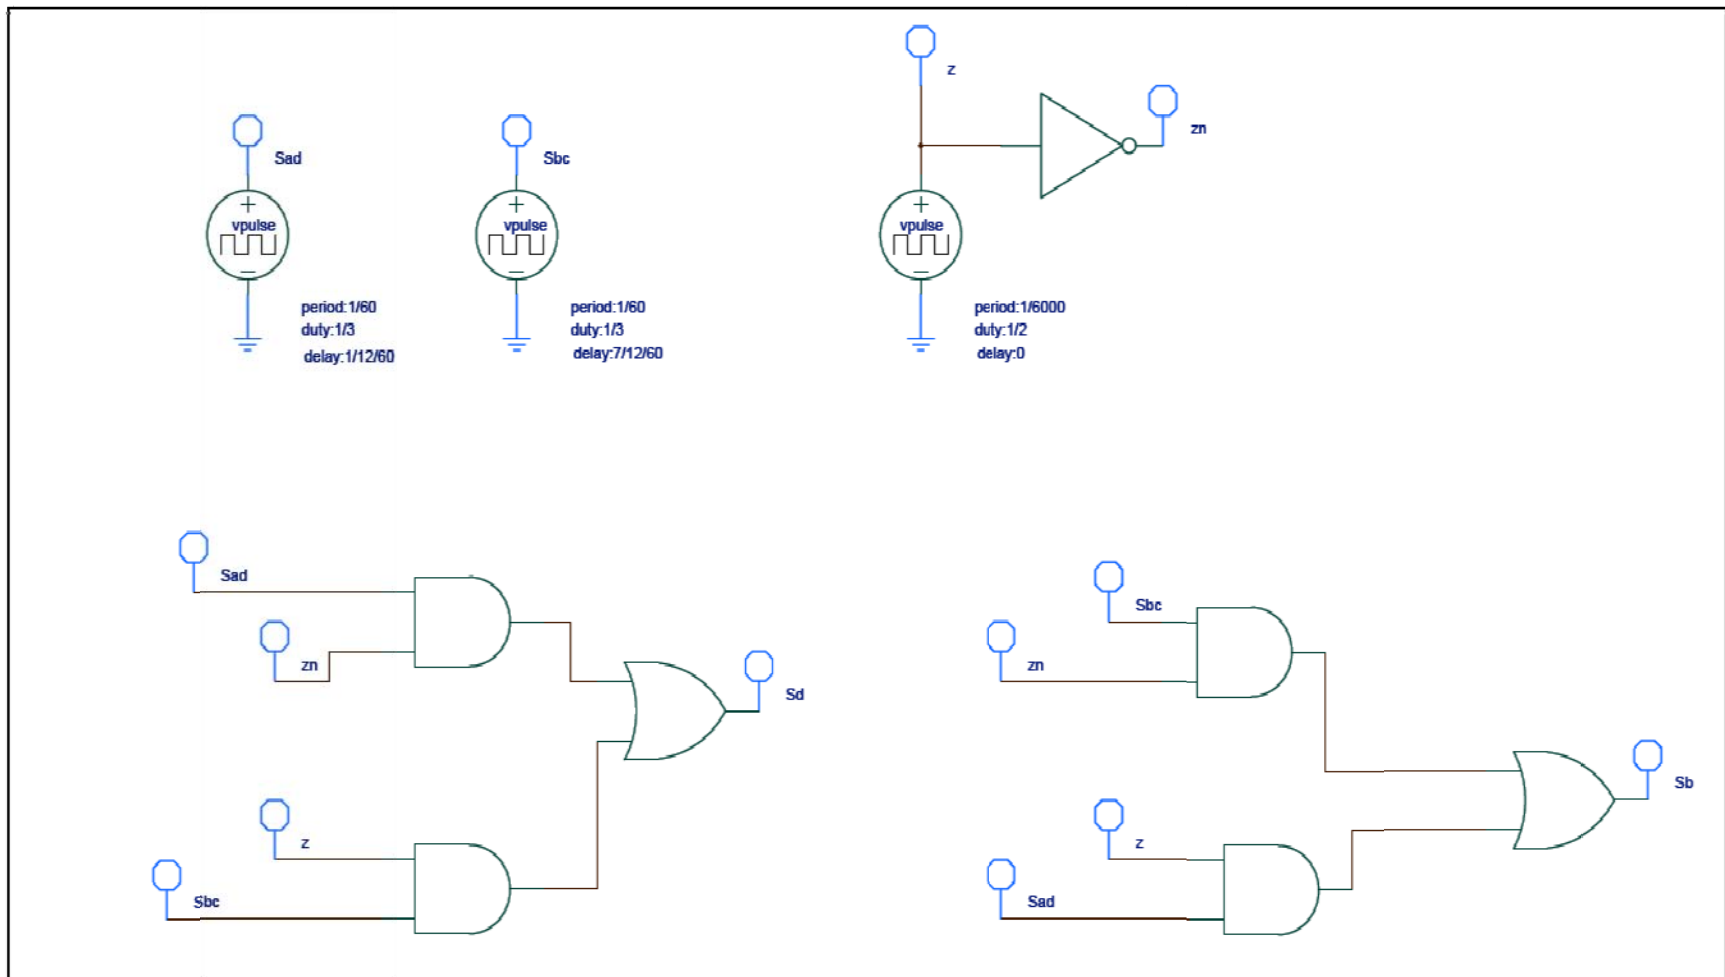 z
zn
Sad
Sbc
vpulse
vpulse
vpulse
period:1/60
duty:1/3
delay:1/12/60
period:1/60
duty:1/3
delay:7/12/60
period:1/6000
duty:1/2
delay:0
Sad
zn
Sd
z
Sbc
Sbc
zn
Sb
z
Sad